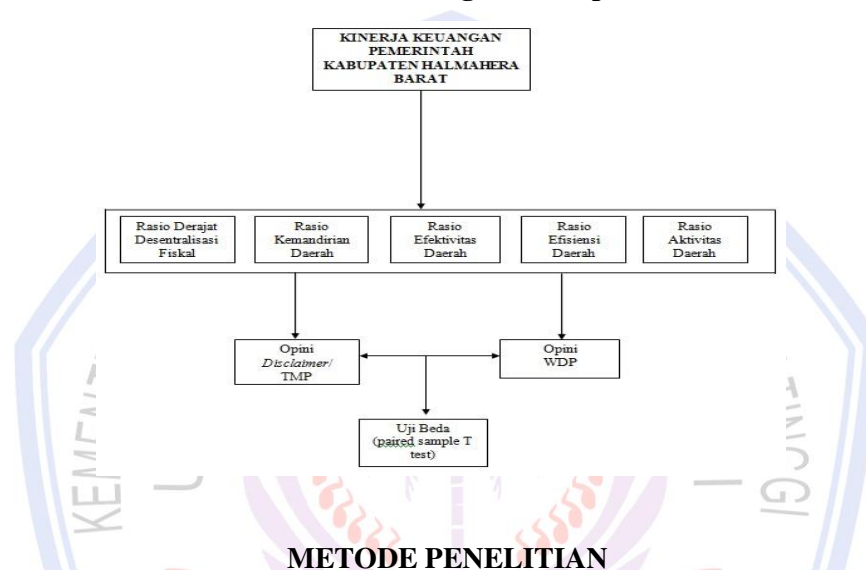 KINERJA KEUANGAN
PEMERINTAH
KABUPATEN HALMAHERA
BARAT
Rasio Derajat
Desentralisasi
Fiskal
Rasio
Kemandirian
Daerah
Rasio
Efektivitas
Daerah
Rasio
Efisiensi
Daerah
Rasio
Aktivitas
Daerah
Opini
Disclaimer/
TMP
Opini
WDP
Uji Beda
(paired sample T
test)
METODE PENELITIAN